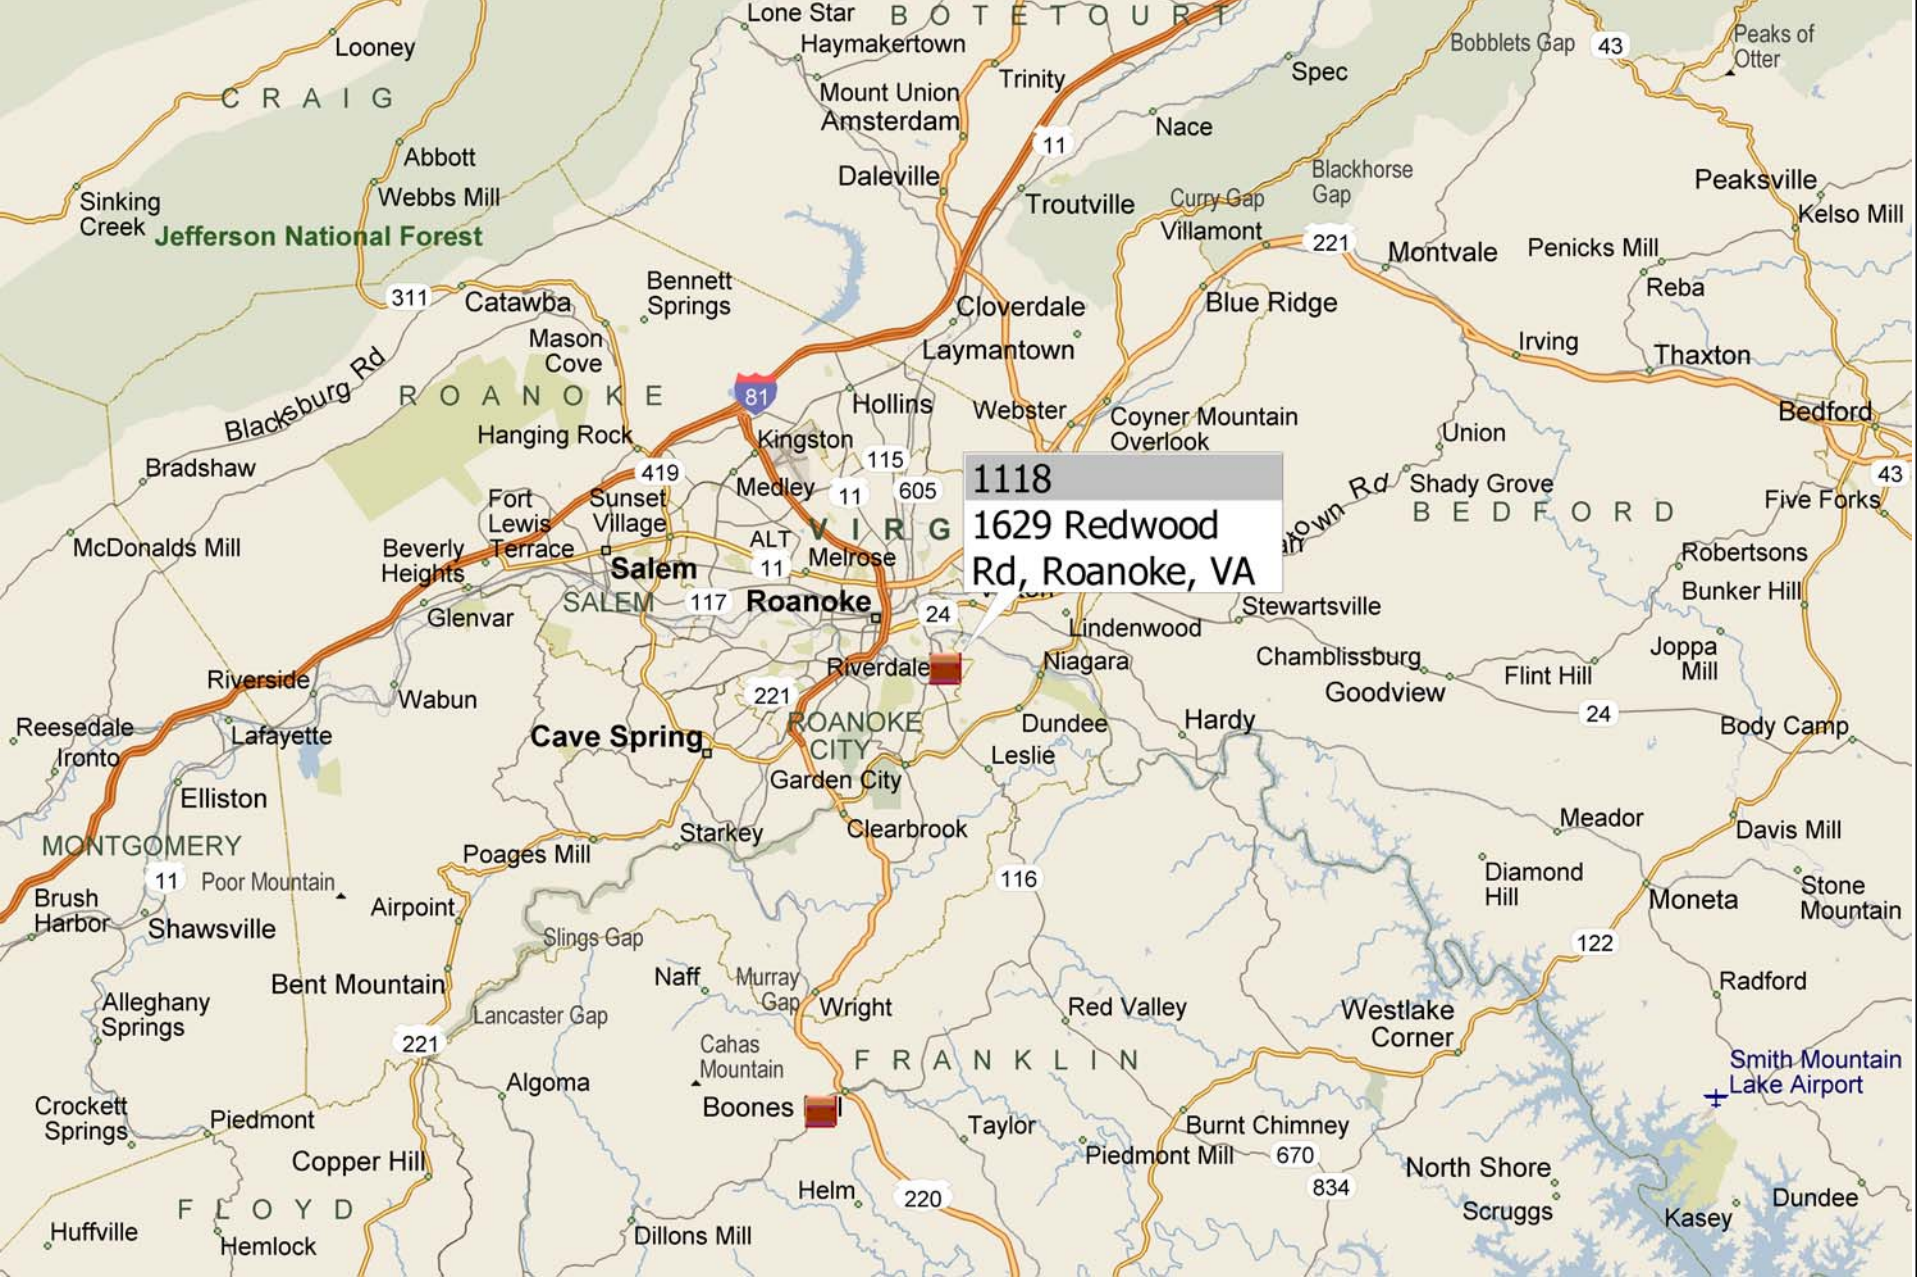 Lone Star
BOTETOURT
Looney
Haymakertown
Bobblets Gap
43
Peaks of
Otter
Trinity
Spec
CRAIG
Mount Union
Amsterdam
11
Nace
Abbott
Daleville
Blackhorse
Gap
Peaksville
Sinking
Creek
Webbs Mill
Troutville
Curry Gap
Kelso Mill
Jefferson National Forest
Villamont
221
Montvale
Penicks Mill
Bennett
Springs
Reba
311
Catawba
Cloverdale
Blue Ridge
Mason
Cove
Laymantown
Irving
Thaxton
Blacksburg Rd
ROANOKE
81
Hollins
Webster
Coyner Mountain
Overlook
Bedford
Hanging Rock
Kingston
Union
Bradshaw
419
115
43
Medley
11
605
1118
1629 Redwood
Rd, Roanoke, VA
own Rd
Shady Grove
Fort
Lewis
Terrace
Sunset
Village
Five Forks
BEDFORD
VIRG
McDonalds Mill
Beverly
Heights
ALT
11
Melrose
Robertsons
Salem
Bunker Hill
SALEM
117
Roanoke
24
Stewartsville
Glenvar
Lindenwood
Joppa
Mill
Riverside
Riverdale
Niagara
Chamblissburg
Flint Hill
Goodview
Wabun
221
24
Reesedale
Lafayette
ROANOKE
CITY
Dundee
Hardy
Body Camp
Cave Spring
Ironto
Leslie
Elliston
Garden City
Meador
MONTGOMERY
Starkey
Clearbrook
Davis Mill
Poages Mill
11
Poor Mountain
116
Diamond
Hill
Stone
Mountain
Brush
Harbor
Airpoint
Moneta
Shawsville
Slings Gap
122
Bent Mountain
Naff
Murray
Gap
Radford
Alleghany
Springs
Lancaster Gap
Wright
Red Valley
Westlake
Corner
221
Cahas
Mountain
FRANKLIN
Smith Mountain
Lake Airport
Algoma
Crockett
Springs
Piedmont
Boones
Taylor
Burnt Chimney
Copper Hill
Piedmont Mill
670
North Shore
834
Helm
220
Dundee
FLOYD
Scruggs
Kasey
Huffville
Hemlock
Dillons Mill